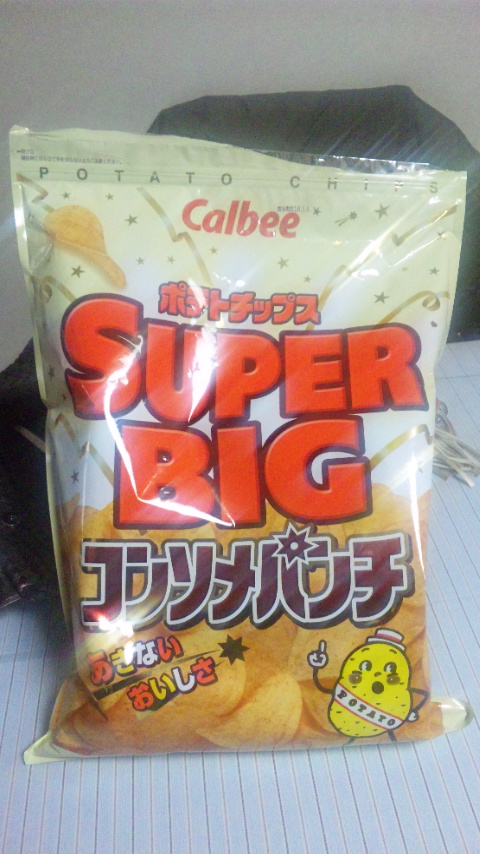 POTATO CHIPS
Calbee
ポテトチップス
SUPER
BIG
コンソメパンチ
あきない
おいしさ
POTATO